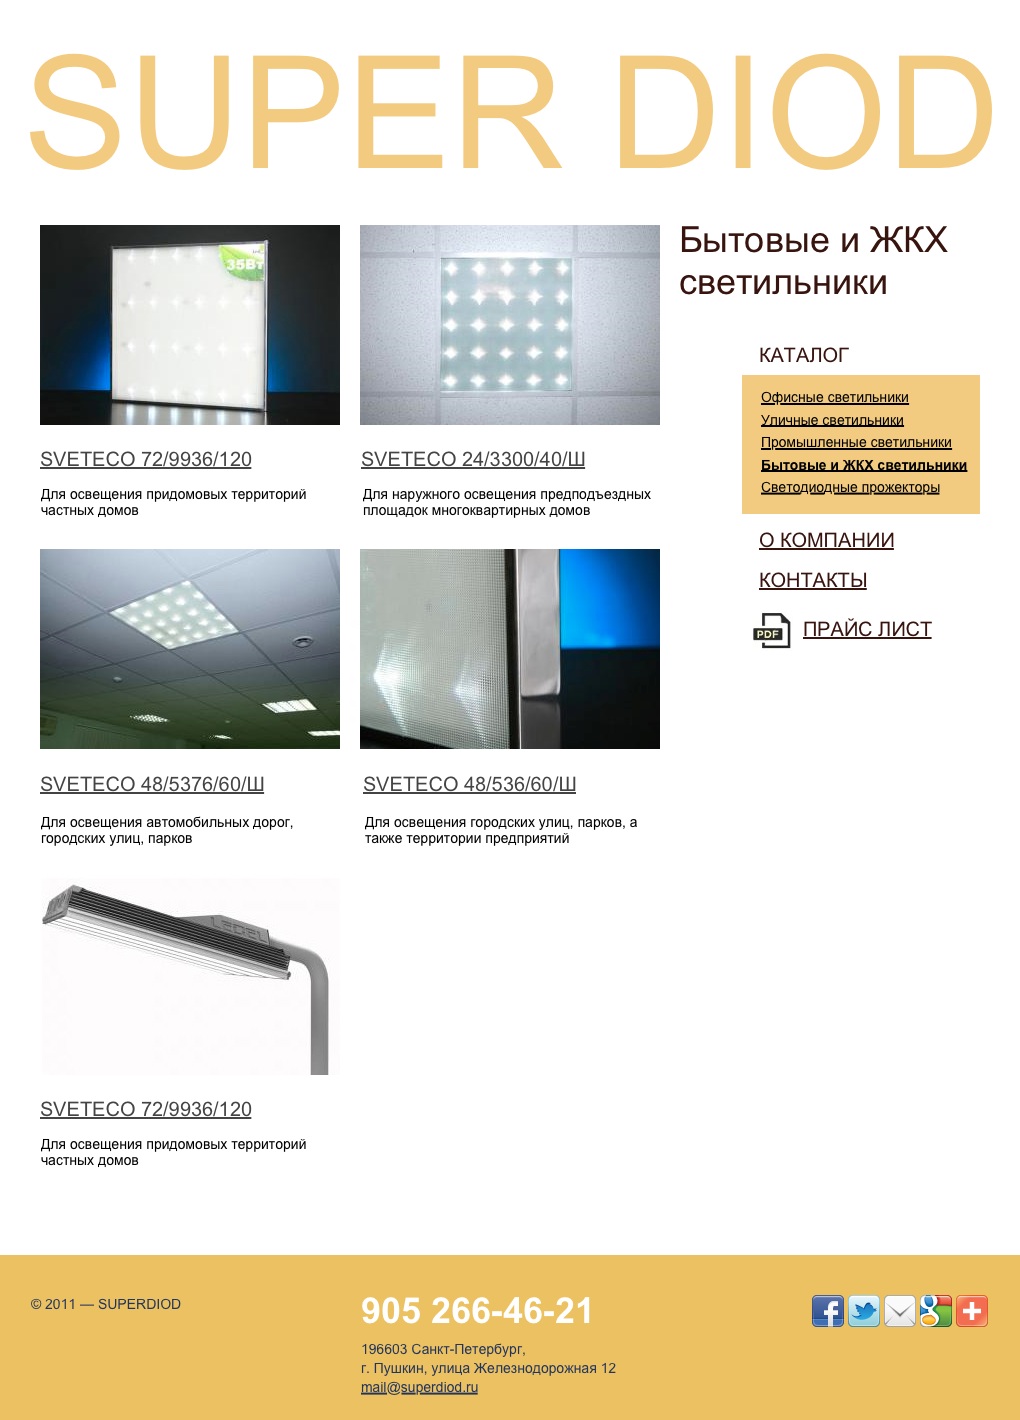 SUPER DIOD
35Вт
Бытовые и ЖКХ
светильники
КАТАЛОГ
Офисные светильники
Уличные светильники
Промышленные светильники
Бытовые и ЖКХ светильники
Светодиодные прожекторы
О КОМПАНИИ
КОНТАКТЫ
PDF
ПРАЙС ЛИСТ
SVETECO 72/9936/120
Для освещения придомовых территорий
частных домов
SVETECO 24/3300/40/Ш
Для наружного освещения предподъездных
площадок многоквартирных домов
SVETECO 48/5376/60/Ш
Для освещения автомобильных дорог,
городских улиц, парков
SVETECO 48/536/60/Ш
Для освещения городских улиц, парков, а
также территории предприятий
LEDEL
SVETECO 72/9936/120
Для освещения придомовых территорий
частных домов
© 2011 — SUPERDIOD
905 266-46-21
196603 Санкт-Петербург,
г. Пушкин, улица Железнодорожная 12
mail@superdiod.ru